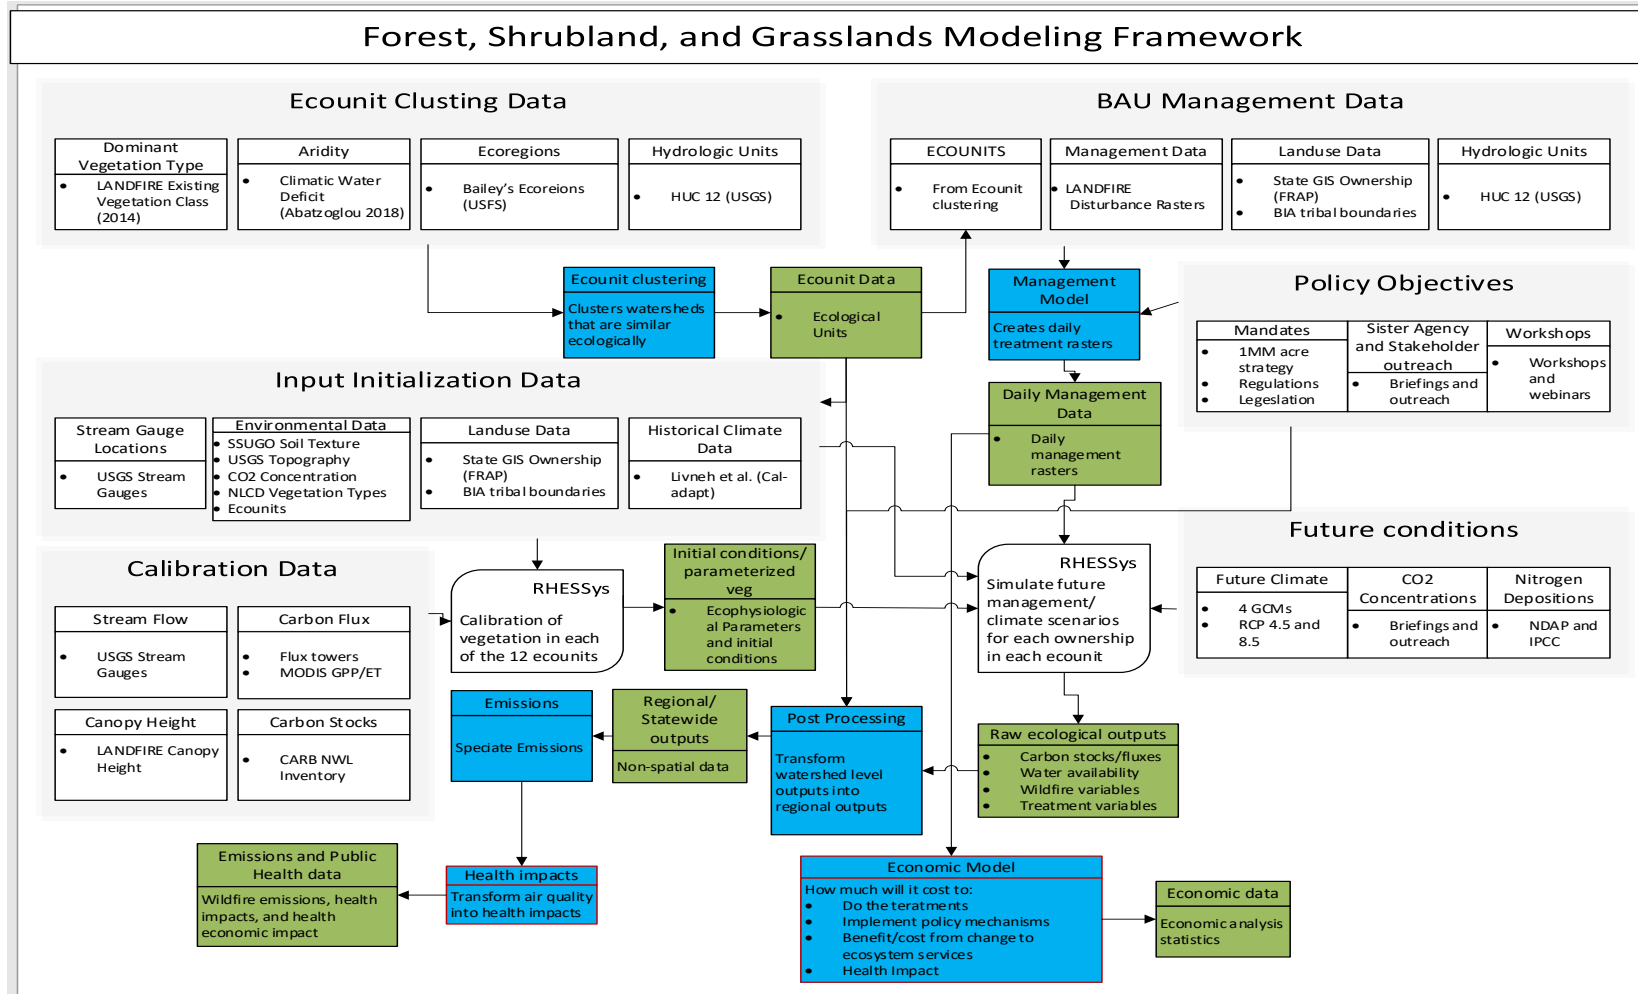 Forest, Shrubland, and Grasslands Modeling Framework
Ecounit Clusting Data
Dominant
Vegetation Type
• LANDFIRE Existing
Vegetation Class
(2014)
Aridity
• Climatic Water
Deficit
(Abatzoglou 2018)
Ecoregions
• Bailey's Ecoreions
(USFS)
Hydrologic Units
• HUC 12 (USGS)
BAU Management Data
ECOUNITS
• From Ecounit
clustering
Management Data
• LANDFIRE
Disturbance Rasters
Landuse Data
• State GIS Ownership
(FRAP)
• BIA tribal boundaries
Hydrologic Units
• HUC 12 (USGS)
Ecounit clustering
Clusters watersheds
that are similar
ecologically
Ecounit Data
• Ecological
Units
Management
Model
Creates daily
treatment rasters
Policy Objectives
Mandates
• 1MM acre
strategy
• Regulations
• Legeslation
Sister Agency
and Stakeholder
outreach
• Briefings and
outreach
Workshops
• Workshops
and
webinars
Input Initialization Data
Stream Gauge
Locations
• USGS Stream
Gauges
Environmental Data
• SSUGO Soil Texture
• USGS Topography
• CO2 Concentration
• NLCD Vegetation Types
• Ecounits
Landuse Data
• State GIS Ownership
(FRAP)
• BIA tribal boundaries
Historical Climate
Data
• Livneh et al. (Cal-
adapt)
Daily Management
Data
• Daily
management
rasters
Calibration Data
Stream Flow
• USGS Stream
Gauges
Carbon Flux
• Flux towers
• MODIS GPP/ET
Canopy Height
• LANDFIRE Canopy
Height
Carbon Stocks
• CARB NWL
Inventory
RHESSys
Calibration of
vegetation in each
of the 12 ecounits
Initial conditions/
parameterized
veg
• Ecophysiologic
al Parameters
and initial
conditions
RHESSys
Simulate future
management/
climate scenarios
for each ownership
in each ecounit
Future conditions
Future Climate
• 4 GCMs
• RCP 4.5 and
8.5
CO2
Concentrations
• Briefings and
outreach
Nitrogen
Depositions
• NDAP and
IPCC
Emissions
Speciate Emissions
Regional/
Statewide
outputs
Non-spatial data
Post Processing
Transform
watershed level
outputs into
regional outputs
Raw ecological outputs
• Carbon stocks/fluxes
• Water availability
• Wildfire variables
• Treatment variables
Emissions and Public
Health data
Wildfire emissions, health
impacts, and health
economic impact
Health impacts
Transform air quality
into health impacts
Economic Model
How much will it cost to:
• Do the teratments
• Implement policy mechanisms
• Benefit/cost from change to
ecosystem services
• Health Impact
Economic data
Economic analysis
statistics